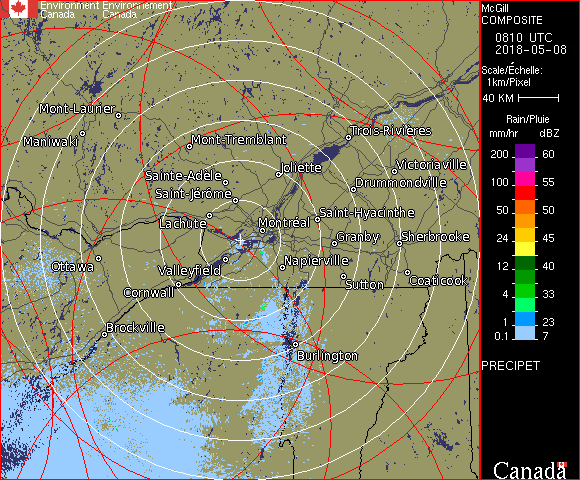 Environment Environnement
Canada Canada
McGill
COMPOSITE
0810 UTC
2018-05-08
Scale/Échelle:
1km/Pixel
40 KM
Rain/Pluie
mm/hr dBZ
200 60
100 55
50 50
24 45
12 40
4 33
1 23
0.1 7
PRECIPET
Canada
Mont-Laurier
Maniwaki
Mont-Tremblant
Trois-Rivières
Joliette
Victoriaville
Sainte-Adèle
Drummondville
Saint-Jérôme
Lachute
Montréal
Saint-Hyacinthe
Granby
Sherbrooke
Ottawa
Valleyfield
Napierville
Cornwall
Sutton
Coaticook
Brockville
Burlington